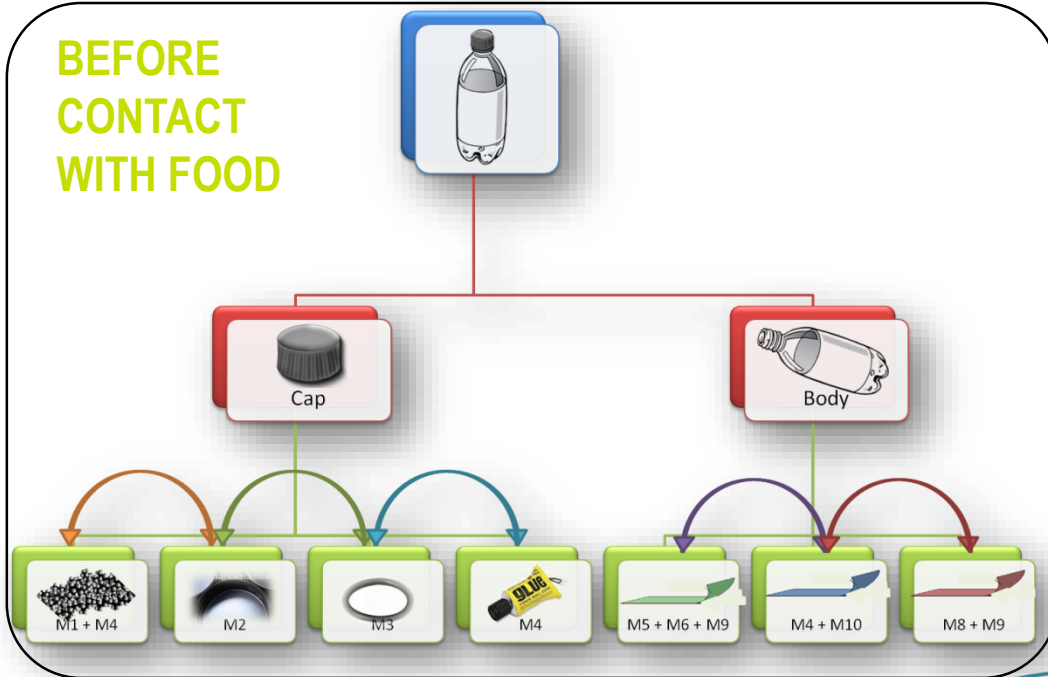 BEFORE
CONTACT
WITH FOOD
Cap
Body
M1 + M4
M2
M3
GLUE
M4
M5 + M6 + M9
M4 + M10
M8 + M9